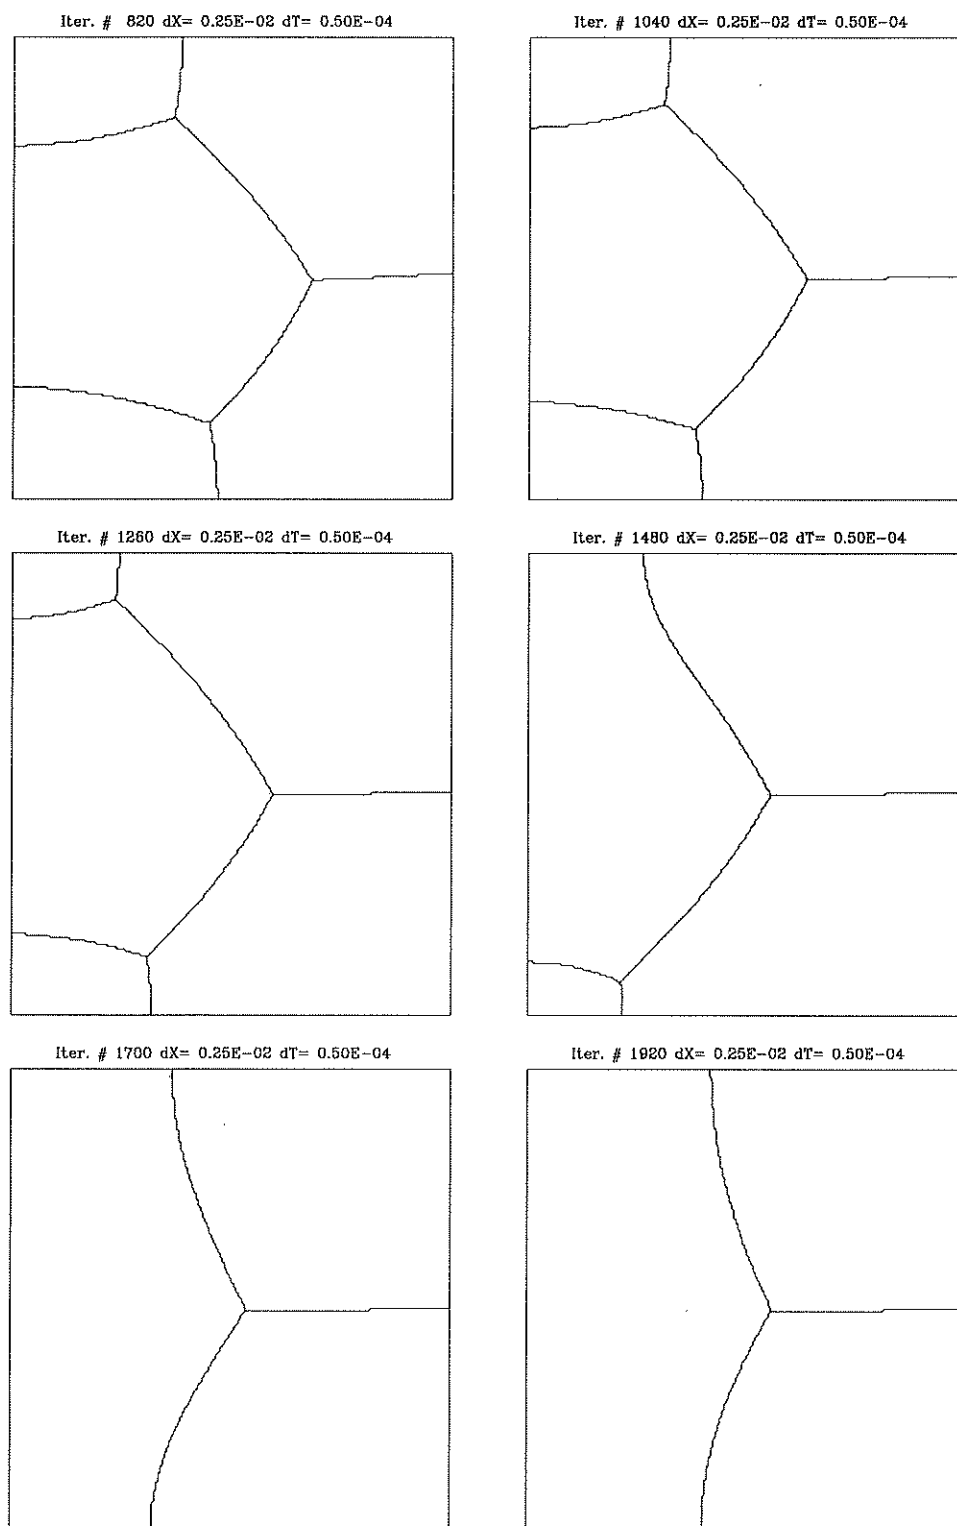 Iter. # 820 dX= 0.25E-02 dT= 0.50E-04
Iter. # 1040 dX= 0.25E-02 dT= 0.50E-04
Iter. # 1260 dX= 0.25E-02 dT= 0.50E-04
Iter. # 1480 dX= 0.25E-02 dT= 0.50E-04
Iter. # 1700 dX= 0.25E-02 dT= 0.50E-04
Iter. # 1920 dX= 0.25E-02 dT= 0.50E-04